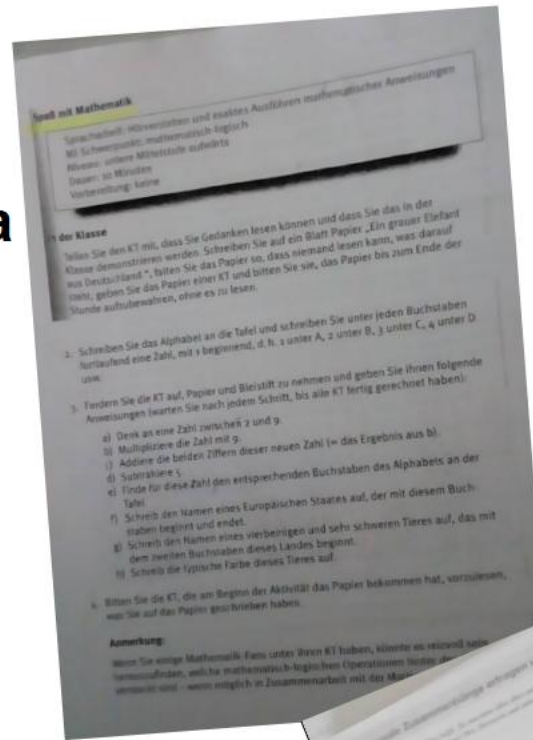 a
Spaß mit Mathematik
Spracharbeit: Hörverstehen und exaktes Ausführen mathematischer Anweisungen
MI Schwerpunkt: mathematisch-logisch
Niveau: untere Mittelstufe aufwärts
Dauer: 10 Minuten
Vorbereitung: keine
In der Klasse
Teilen Sie den KT mit, dass Sie Gedanken lesen können und dass Sie das in der
Klasse demonstrieren werden. Schreiben Sie auf ein Blatt Papier „Ein grauer Elefant
aus Deutschland.“, falten Sie das Papier so, dass niemand lesen kann, was darauf
steht, geben Sie das Papier einer KT und bitten Sie sie, das Papier bis zum Ende der
Stunde aufzubewahren, ohne es zu lesen.
2. Schreiben Sie das Alphabet an die Tafel und schreiben Sie unter jeden Buchstaben
fortlaufend eine Zahl, mit 1 beginnend, d. h. 1 unter A, 2 unter B, 3 unter C, 4 unter D
usw.
3. Fordern Sie die KT auf, Papier und Bleistift zu nehmen und geben Sie ihnen folgende
Anweisungen (warten Sie nach jedem Schritt, bis alle KT fertig gerechnet haben):
a) Denk an eine Zahl zwischen 2 und 9.
b) Multipliziere die Zahl mit 9.
c) Addiere die beiden Ziffern dieser neuen Zahl (= das Ergebnis aus b).
d) Subtrahiere 5.
e) Finde für diese Zahl den entsprechenden Buchstaben des Alphabets an der
Tafel.
f) Schreib den Namen eines Europäischen Staates auf, der mit diesem Buch-
staben beginnt und endet.
g) Schreib den Namen eines vierbeinigen und sehr schweren Tieres auf, das mit
dem zweiten Buchstaben dieses Landes beginnt.
h) Schreib die typische Farbe dieses Tieres auf.
4. Bitten Sie die KT, die am Beginn der Aktivität das Papier bekommen hat, vorzulesen,
was Sie auf das Papier geschrieben haben.
Anmerkung:
Wenn Sie einige Mathematik-Fans unter Ihren KT haben, könnte es reizvoll sein
herauszufinden, welche mathematisch-logischen Operationen hinter
verpackt sind – wenn möglich in Zusammenarbeit mit der
Zusammenhänge erfragen